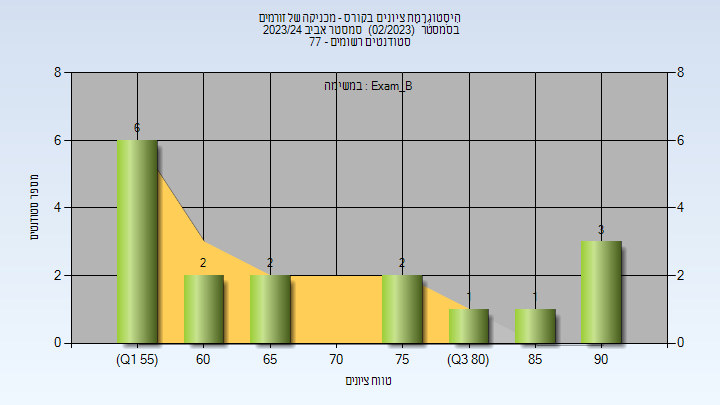 היסטוגרמת ציונים בקורס - מכניקה של זורמים
בסמסטר (02/2023) סמסטר אביב 2023/24
סטודנטים רשומים - 77
במשימה : Exam_B
8 8
6 6
4 4
2 2
0 0
6 2 2 2 1 1 3
מספר סטודנטים
(Q1 55) 60 65 70 75 (Q3 80) 85 90
טווח ציונים